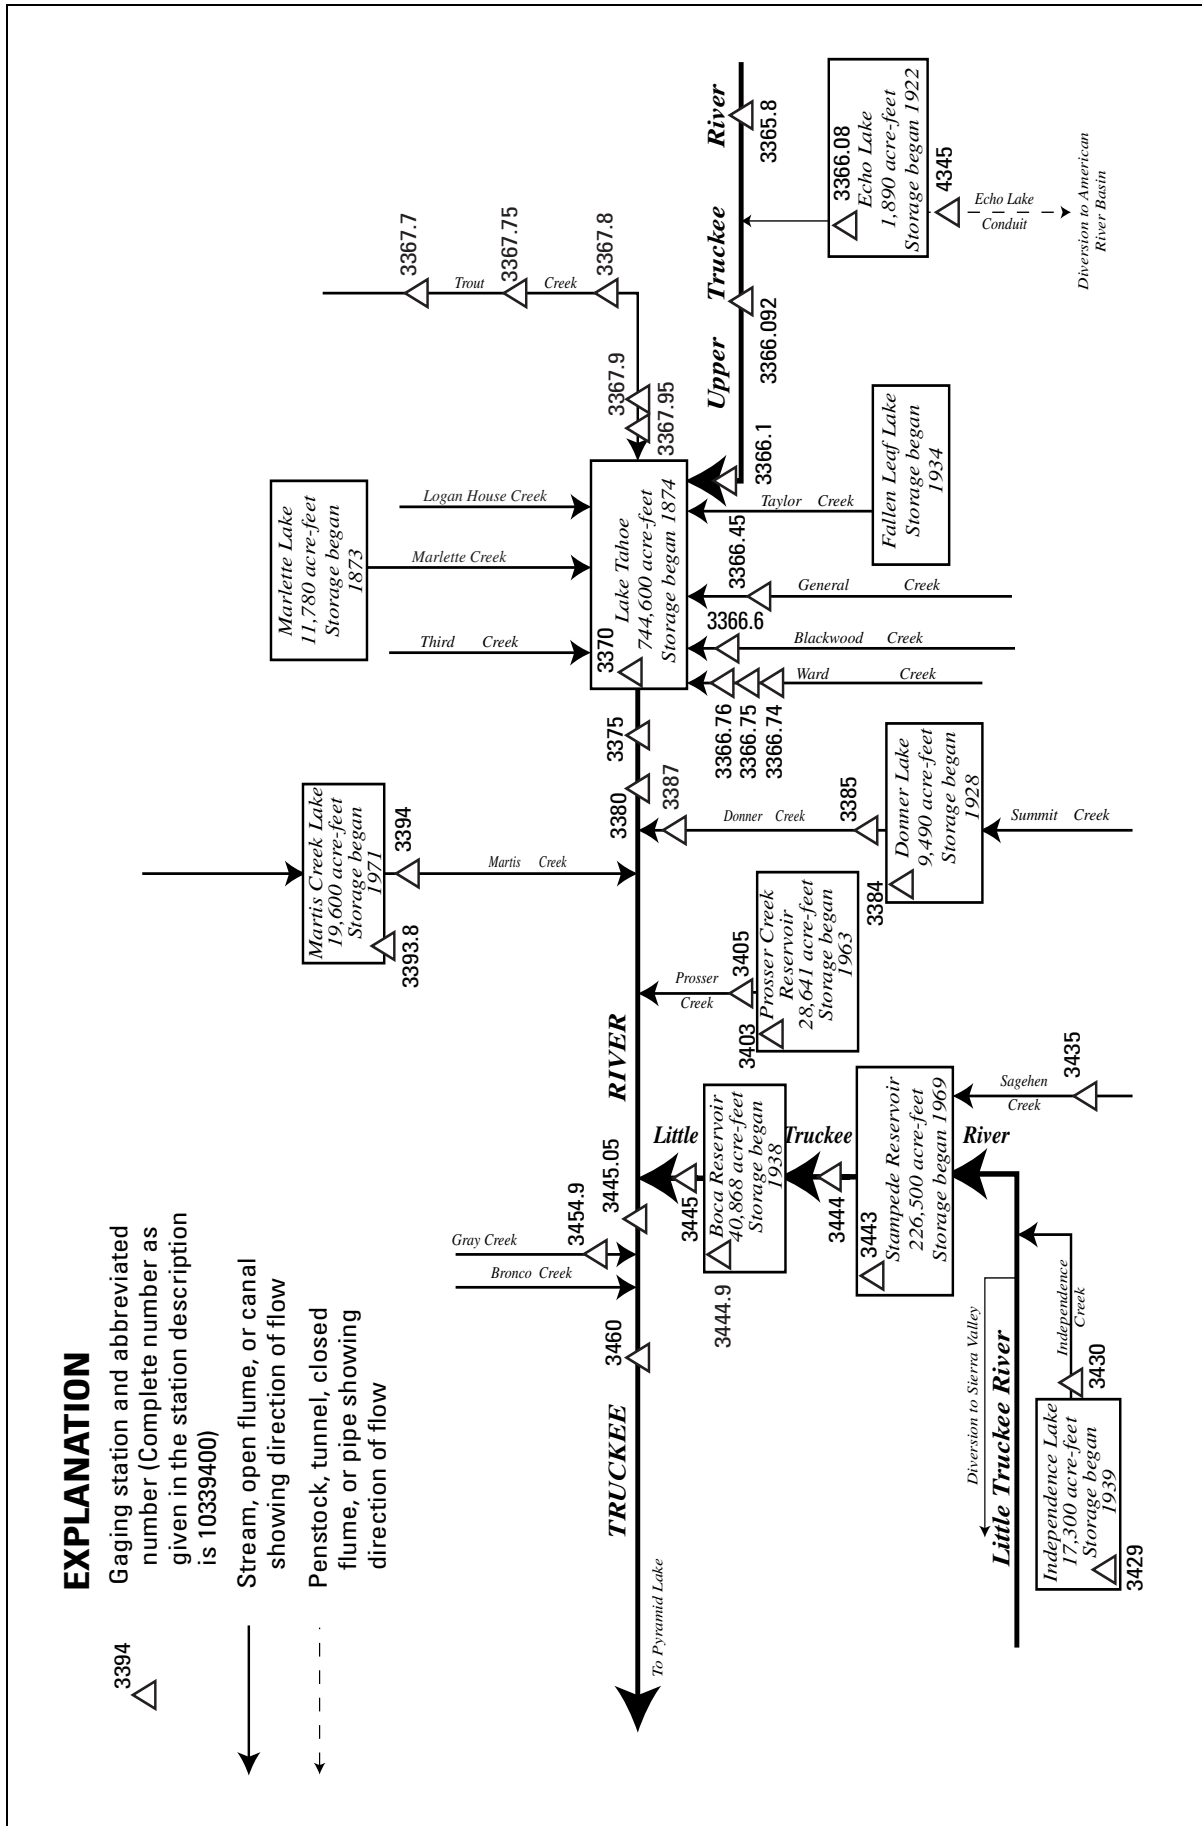 EXPLANATION
3394
Gaging station and abbreviated
number (Complete number as
given in the station description
is 10339400)
Stream, open flume, or canal
showing direction of flow
Penstock, tunnel, closed
flume, or pipe showing
direction of flow
3367.7
Trout Creek
3367.75
3367.8
3367.9
3367.95
Upper Truckee River
3365.8
3366.092
3366.1
3366.08
Echo Lake
1,890 acre-feet
Storage began 1922
4345
Echo Lake
Conduit
Diversion to American
River Basin
Marlette Lake
11,780 acre-feet
Storage began
1873
Logan House Creek
Marlette Creek
Third Creek
3370
Lake Tahoe
744,600 acre-feet
Storage began 1874
Taylor Creek
Fallen Leaf Lake
Storage began
1934
3366.45
General Creek
3366.6
Blackwood Creek
Ward Creek
3366.76
3366.75
3366.74
3375
3380
3387
Donner Creek
3385
Donner Lake
9,490 acre-feet
Storage began
1928
3384
Summit Creek
Martis Creek Lake
19,600 acre-feet
Storage began
1971
3393.8
3394
Martis Creek
Prosser
Creek
3405
Prosser Creek
Reservoir
28,641 acre-feet
Storage began
1963
3403
TRUCKEE RIVER
3445.05
3454.9
Gray Creek
Bronco Creek
3460
To Pyramid Lake
Little Truckee River
3445
Boca Reservoir
40,868 acre-feet
Storage began
1938
3444.9
3444
3443
Stampede Reservoir
226,500 acre-feet
Storage began 1969
Sagehen
Creek
3435
Diversion to Sierra Valley
Little Truckee River
Independence
Creek
3430
Independence Lake
17,300 acre-feet
Storage began
1939
3429